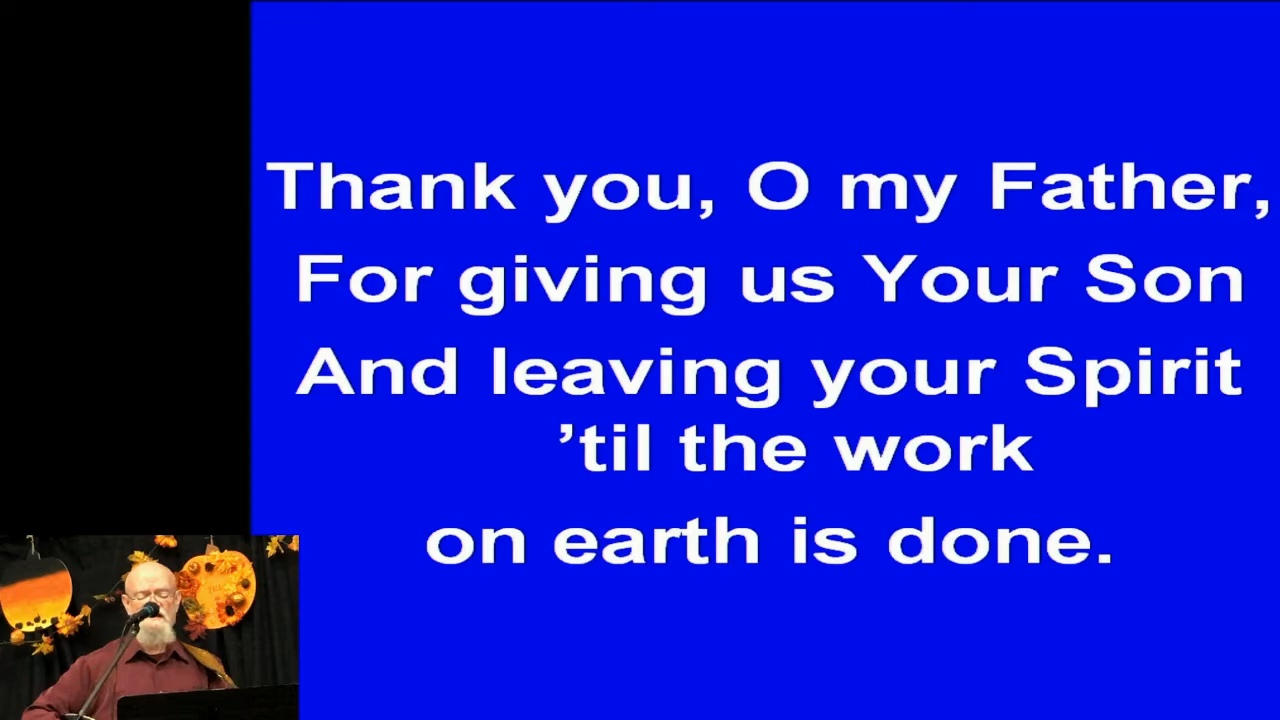 Thank you, O my Father,
For giving us Your Son
And leaving your Spirit
’til the work
on earth is done.